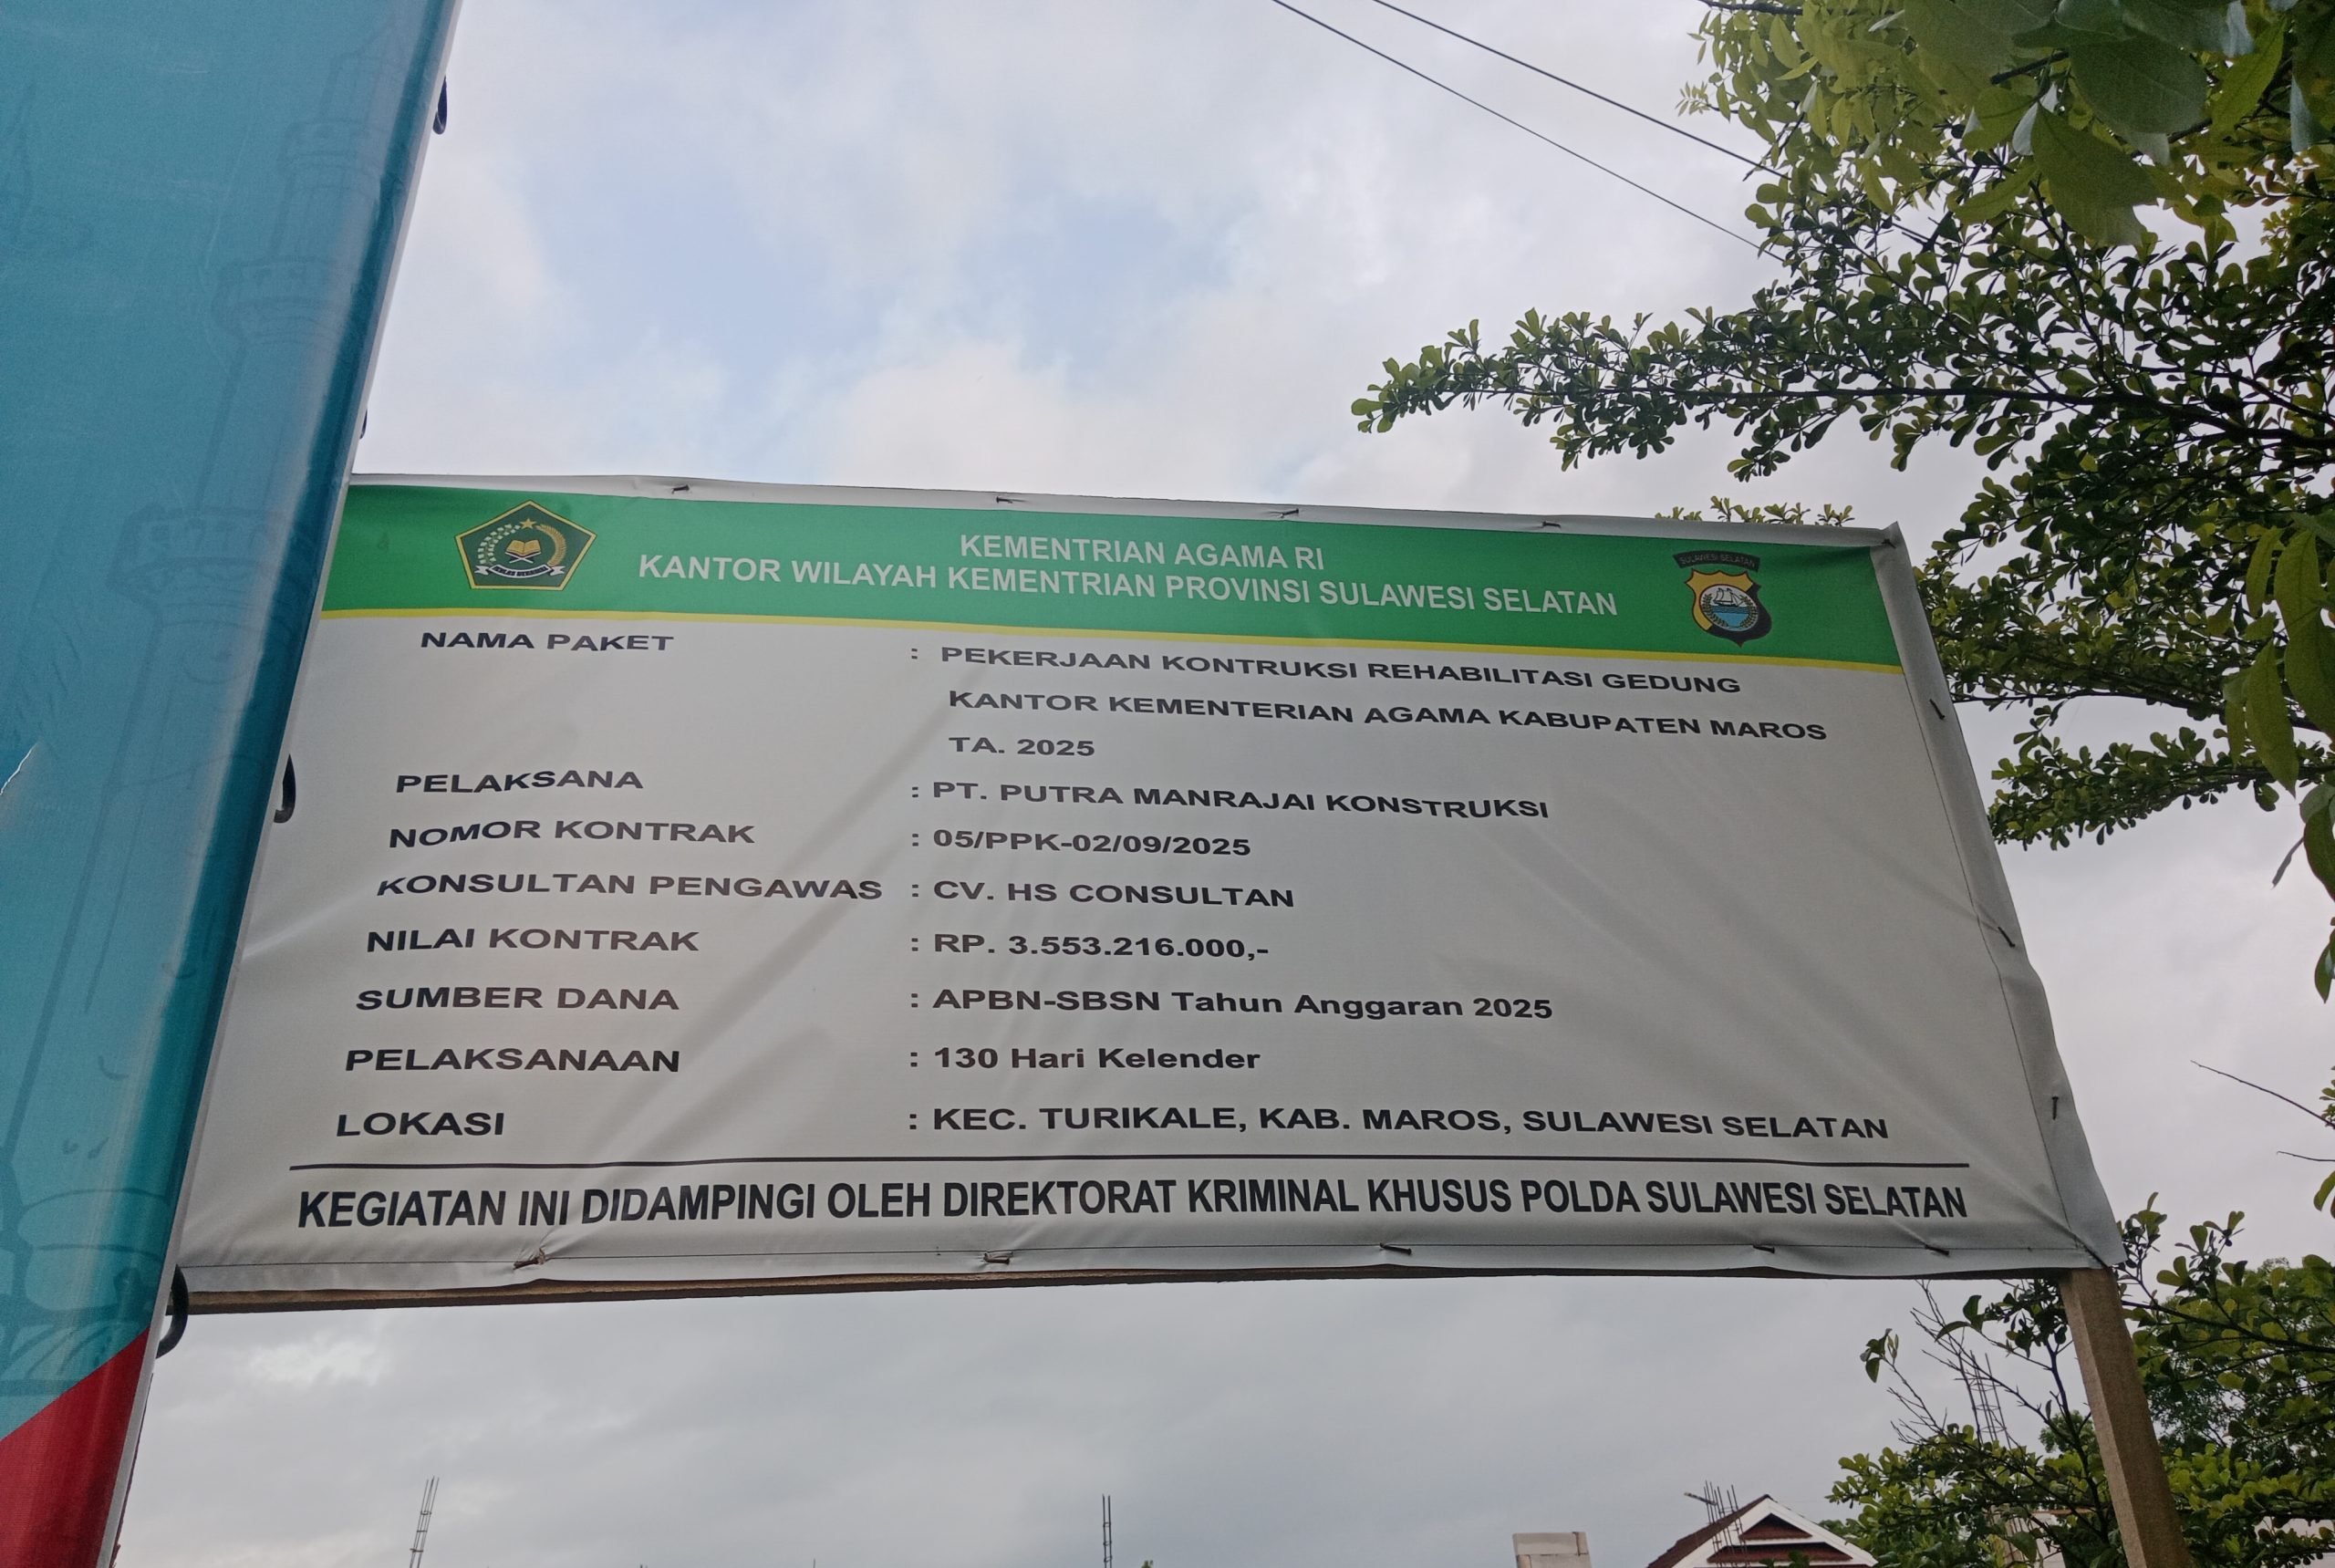 KEMENTRIAN AGAMA RI
KANTOR WILAYAH KEMENTRIAN PROVINSI SULAWESI SELATAN
SULAWESI SELATAN
NAMA PAKET : PEKERJAAN KONTRUKSI REHABILITASI GEDUNG
KANTOR KEMENTERIAN AGAMA KABUPATEN MAROS
TA. 2025
PELAKSANA : PT. PUTRA MANRAJAI KONSTRUKSI
NOMOR KONTRAK : 05/PPK-02/09/2025
KONSULTAN PENGAWAS : CV. HS CONSULTAN
NILAI KONTRAK : RP. 3.553.216.000,-
SUMBER DANA : APBN-SBSN Tahun Anggaran 2025
PELAKSANAAN : 130 Hari Kelender
LOKASI : KEC. TURIKALE, KAB. MAROS, SULAWESI SELATAN
KEGIATAN INI DIDAMPINGI OLEH DIREKTORAT KRIMINAL KHUSUS POLDA SULAWESI SELATAN